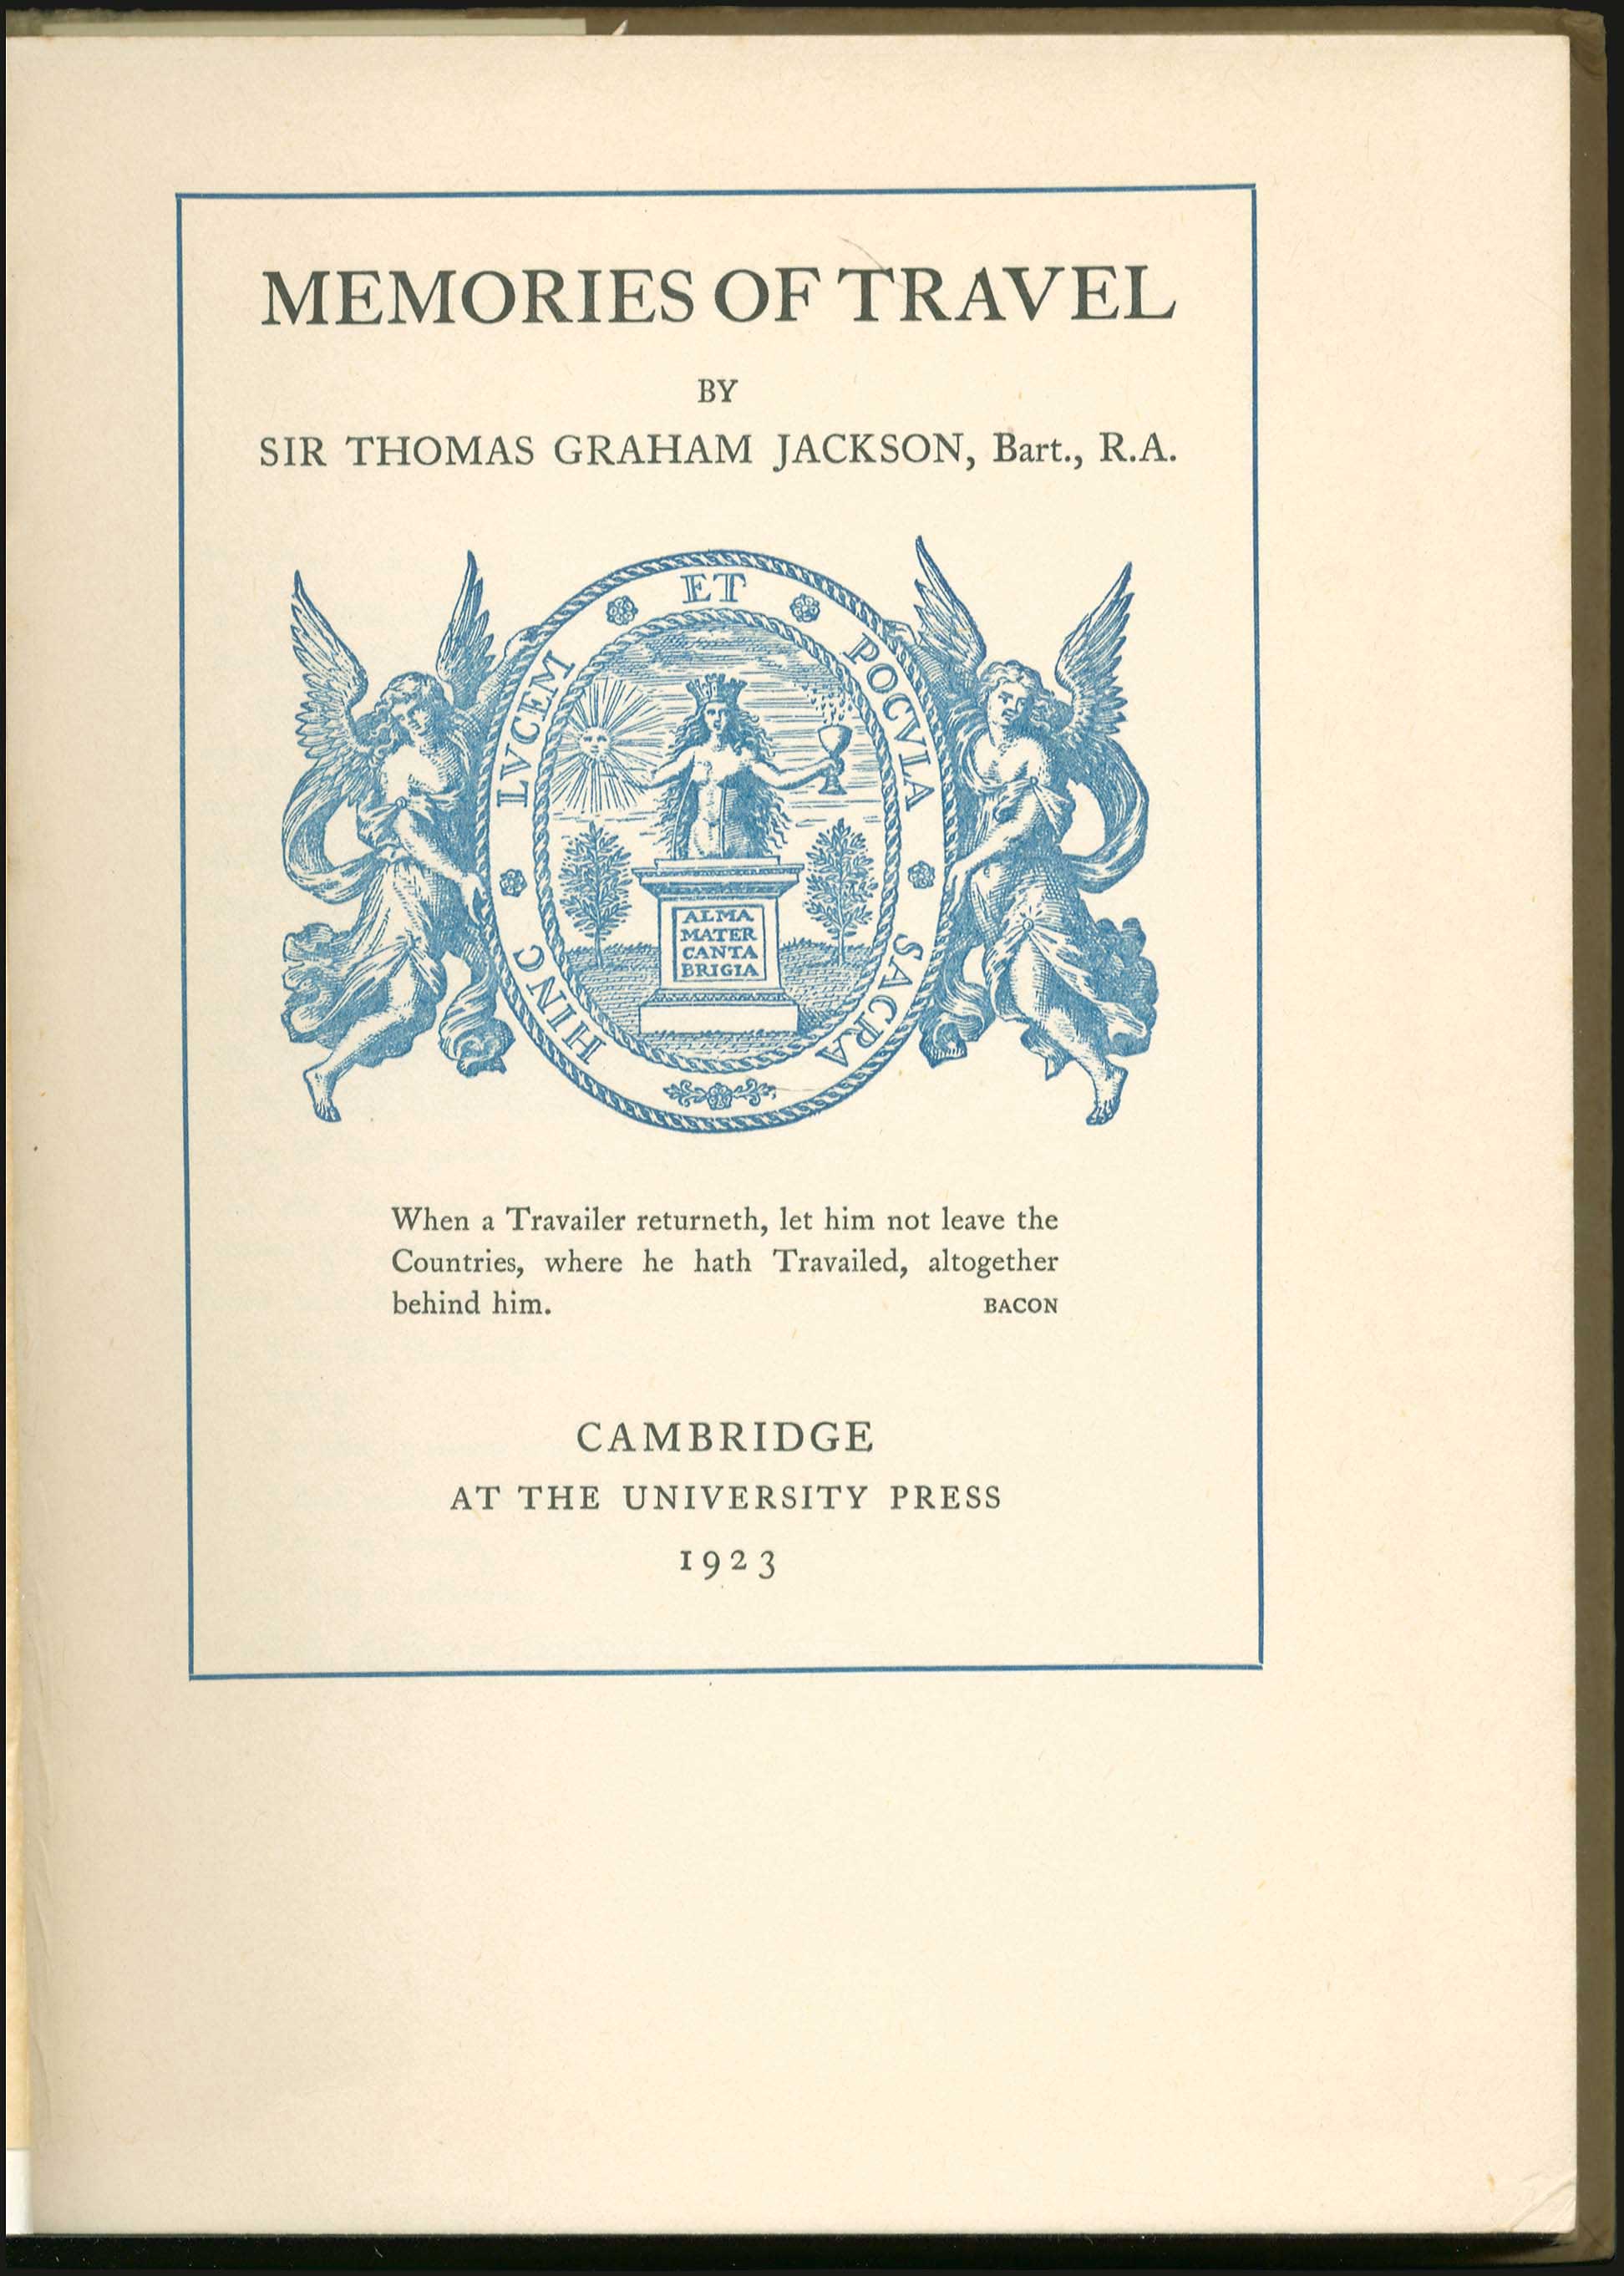 MEMORIES OF TRAVEL
BY
SIR THOMAS GRAHAM JACKSON, Bart., R.A.
HINC LVCEM ET POCVLA SACRA
ALMA
MATER
CANTA
BRIGIA
When a Travailer returneth, let him not leave the
Countries, where he hath Travailed, altogether
behind him. BACON
CAMBRIDGE
AT THE UNIVERSITY PRESS
1923